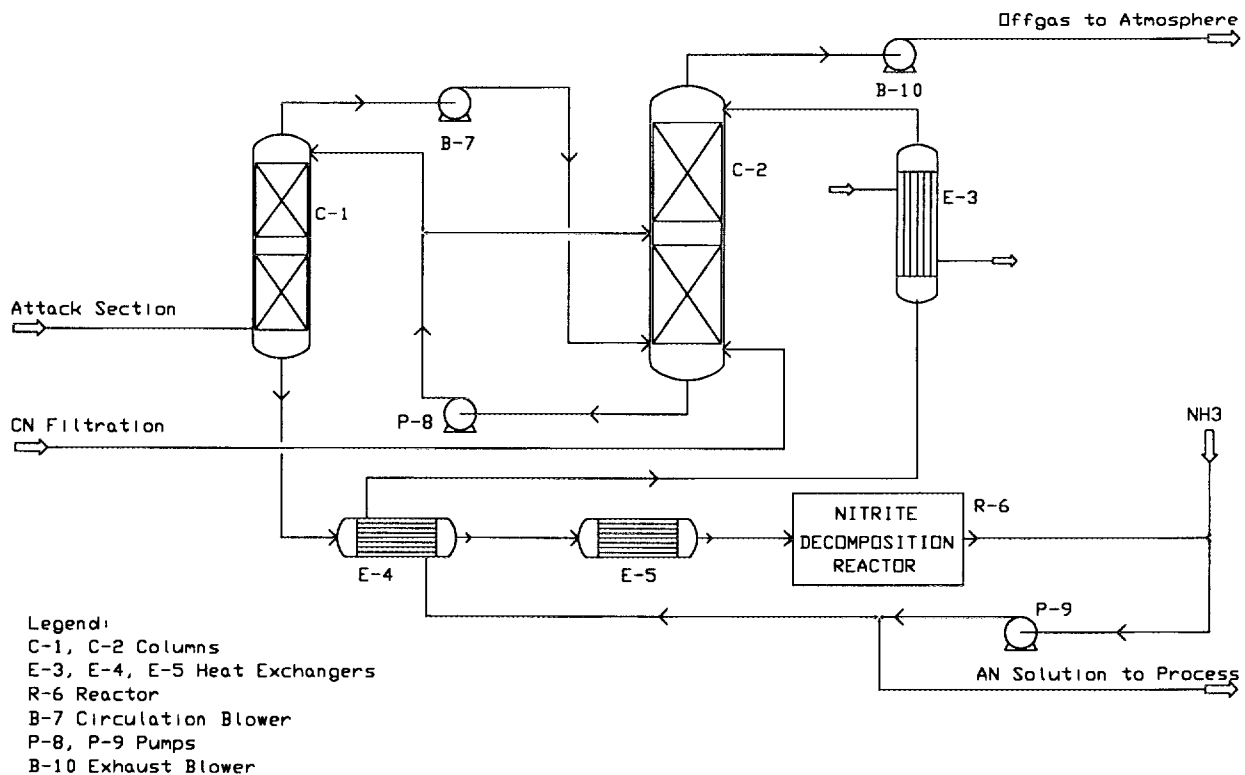 Offgas to Atmosphere
B-10
B-7
C-2
E-3
C-1
Attack Section
P-8
CN Filtration
NH3
R-6
NITRITE
DECOMPOSITION
REACTOR
E-4
E-5
P-9
AN Solution to Process
Legend:
C-1, C-2 Columns
E-3, E-4, E-5 Heat Exchangers
R-6 Reactor
B-7 Circulation Blower
P-8, P-9 Pumps
B-10 Exhaust Blower